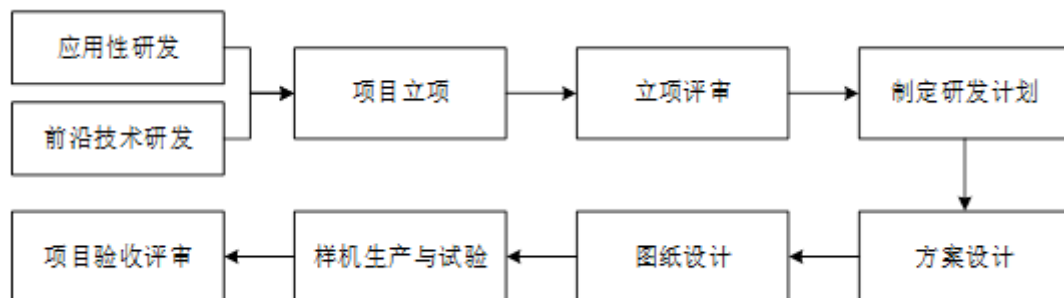 应用性研发
前沿技术研发
项目立项
立项评审
制定研发计划
方案设计
图纸设计
样机生产与试验
项目验收评审